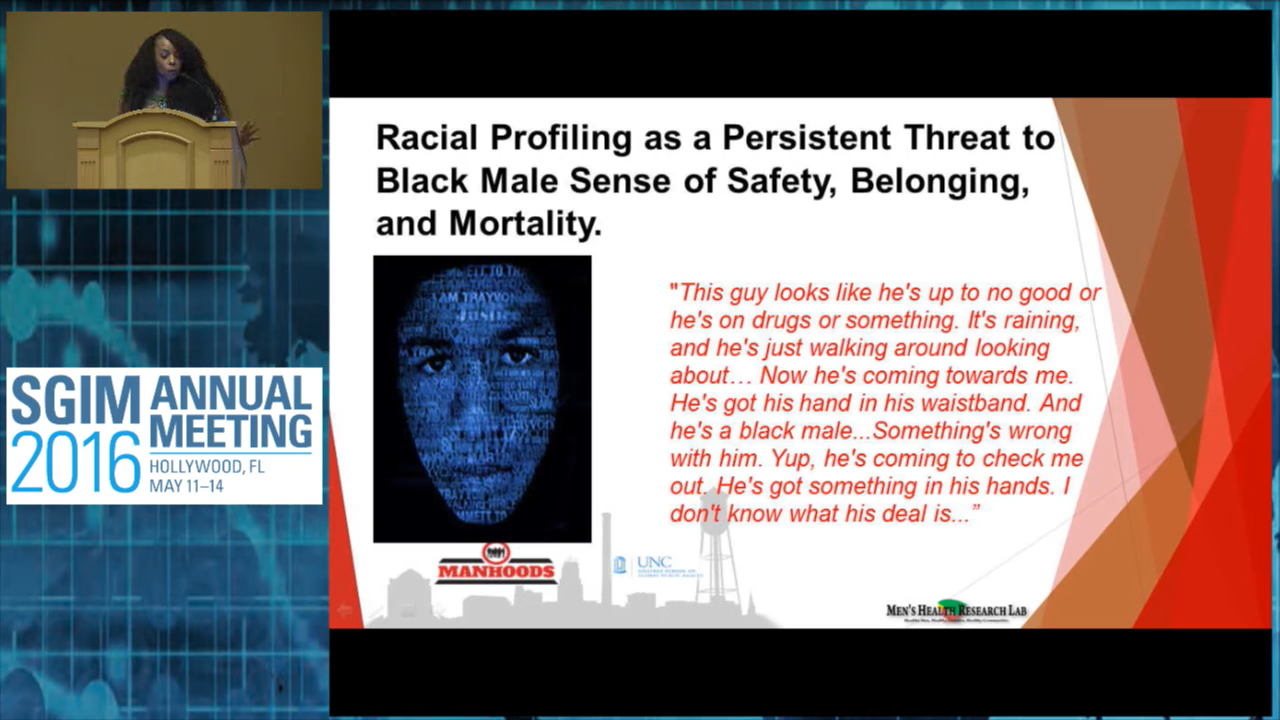 Racial Profiling as a Persistent Threat to
Black Male Sense of Safety, Belonging,
and Mortality.
"This guy looks like he's up to no good or
he's on drugs or something. It's raining,
and he's just walking around looking
about… Now he's coming towards me.
He's got his hand in his waistband. And
he's a black male...Something's wrong
with him. Yup, he's coming to check me
out. He's got something in his hands. I
don't know what his deal is...”
I AM TRAYVON
JUSTICE
MANHOODS
UNC
MEN'S HEALTH RESEARCH LAB
SGIM ANNUAL
2016 MEETING
HOLLYWOOD, FL
MAY 11–14